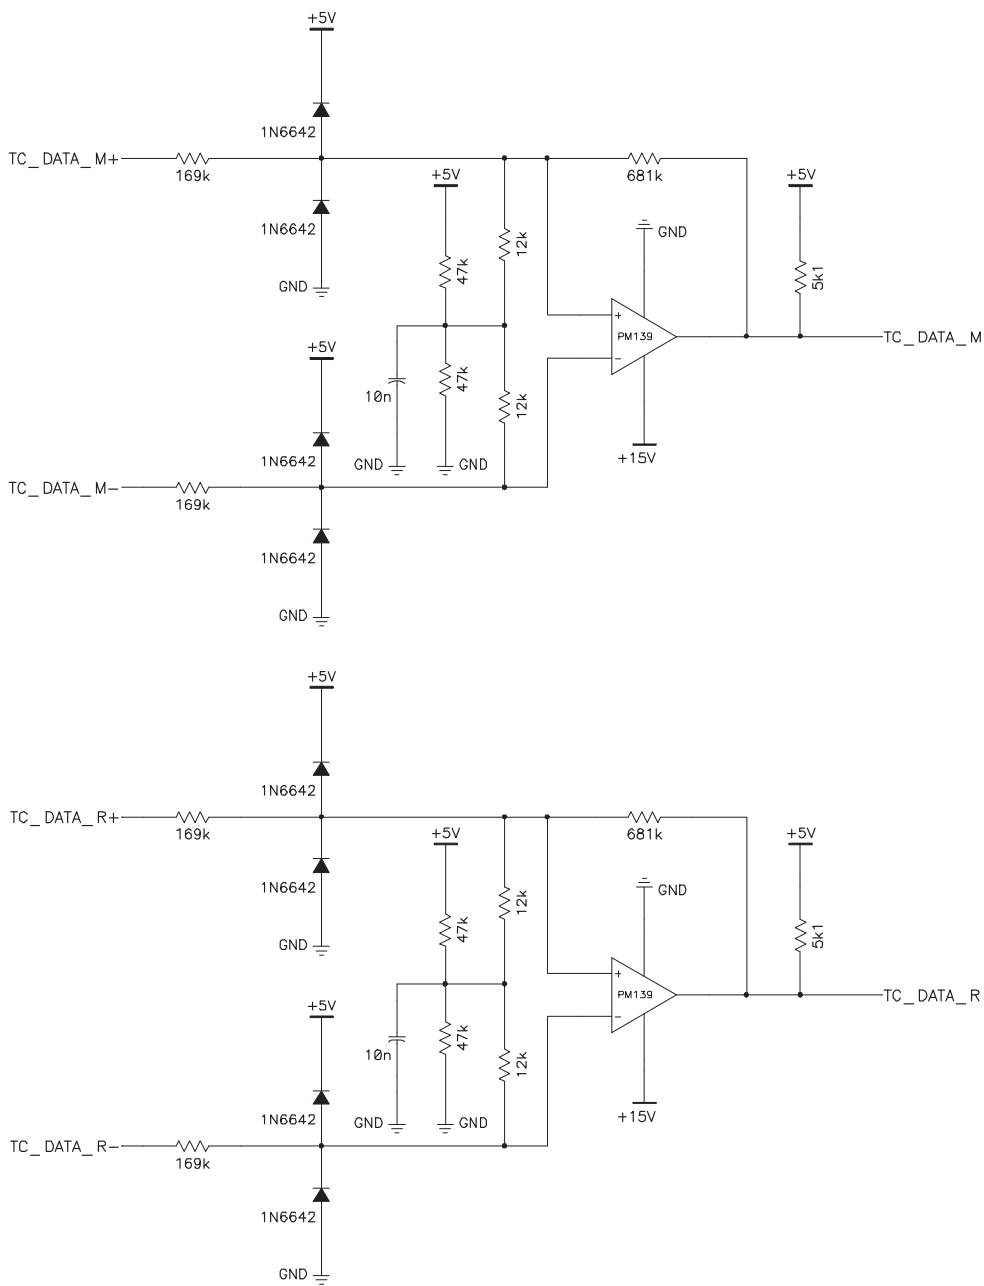 +5V
1N6642
TC_DATA_M+
169k
681k
+5V
+5V
1N6642
12k
GND
47k
5k1
GND
+
PM139
-
TC_DATA_M
+5V
10n
47k
12k
1N6642
GND
GND
+15V
TC_DATA_M-
169k
1N6642
GND
+5V
1N6642
TC_DATA_R+
169k
681k
+5V
+5V
1N6642
12k
GND
47k
5k1
GND
+
PM139
-
TC_DATA_R
+5V
10n
47k
12k
1N6642
GND
GND
+15V
TC_DATA_R-
169k
1N6642
GND